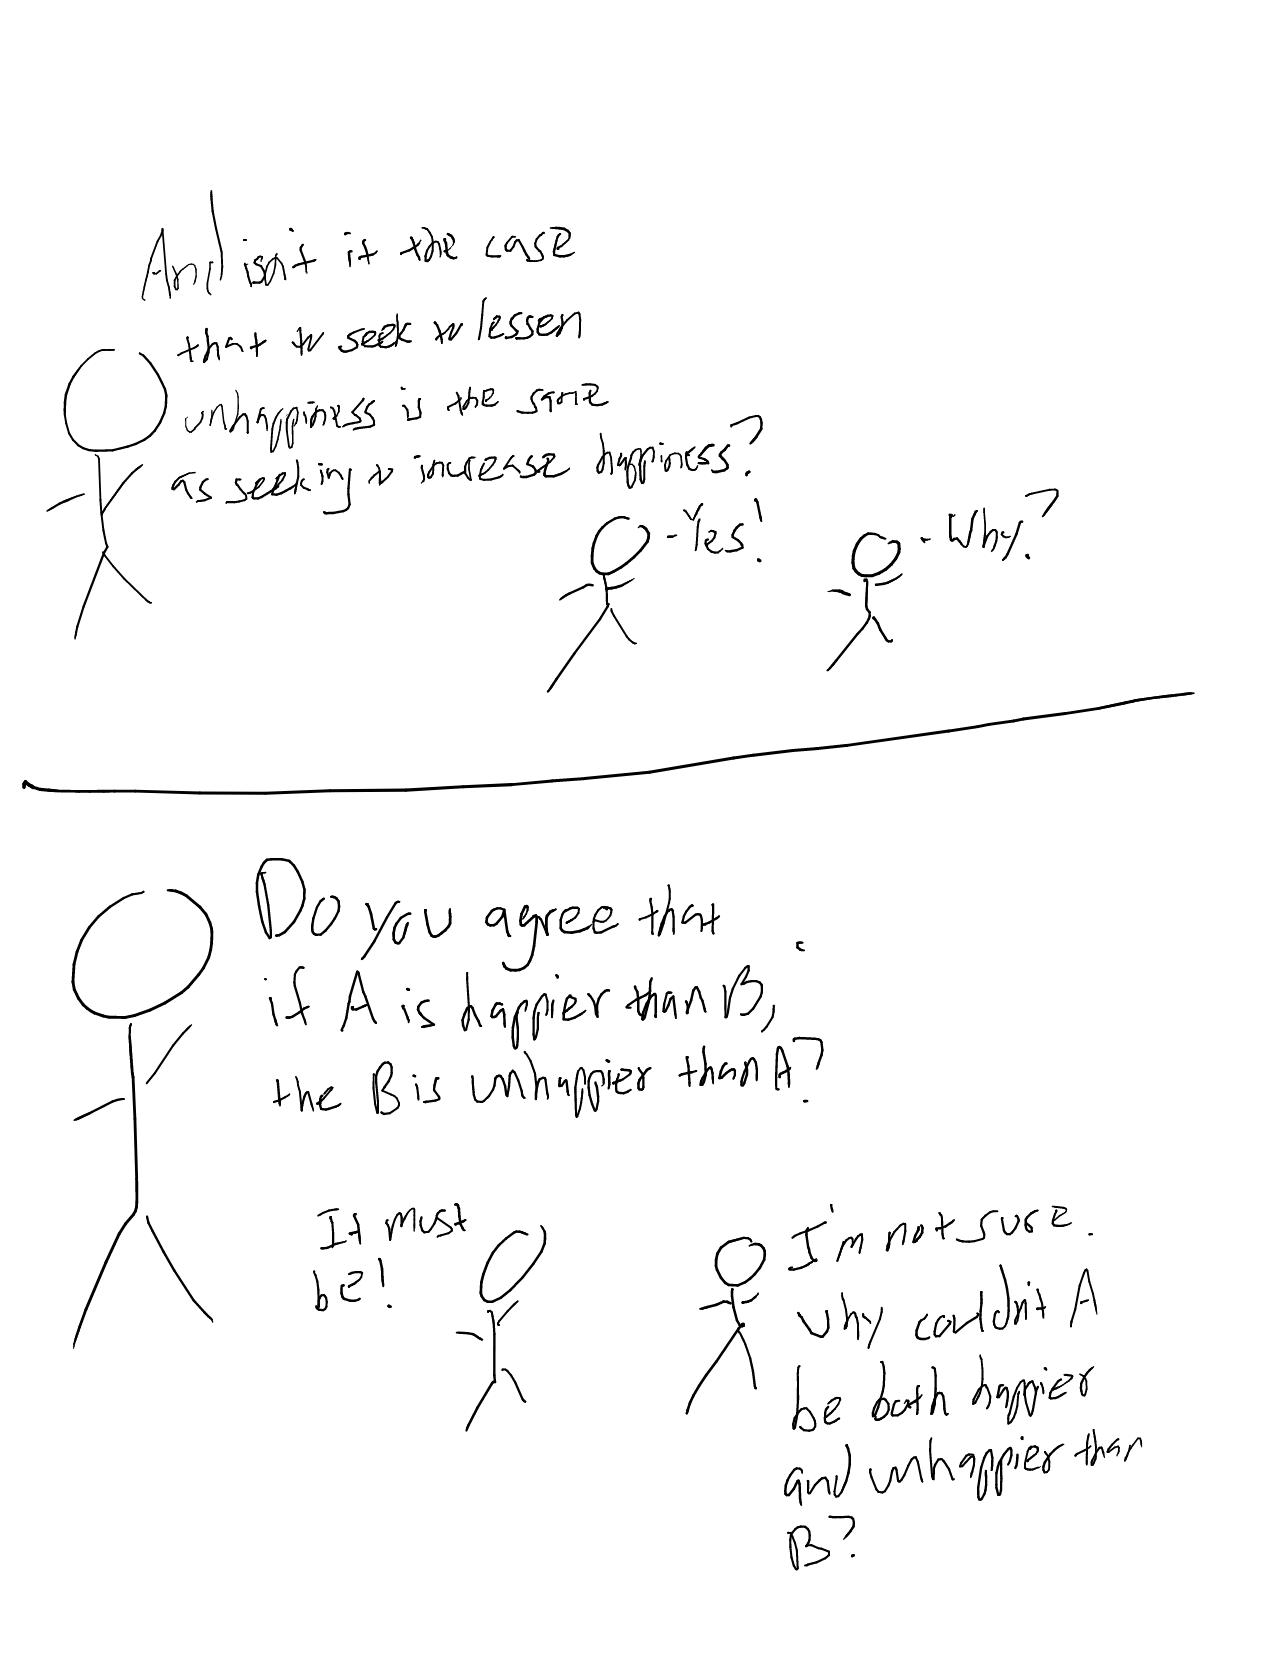 And isn't it the case
that to seek to lessen
unhappiness is the same
as seeking to increase happiness?
-Yes!
-Why?
Do you agree that
if A is happier than B,
the B is unhappier than A?
It must
be!
I'm not sure.
Why couldn't A
be both happier
and unhappier than
B?